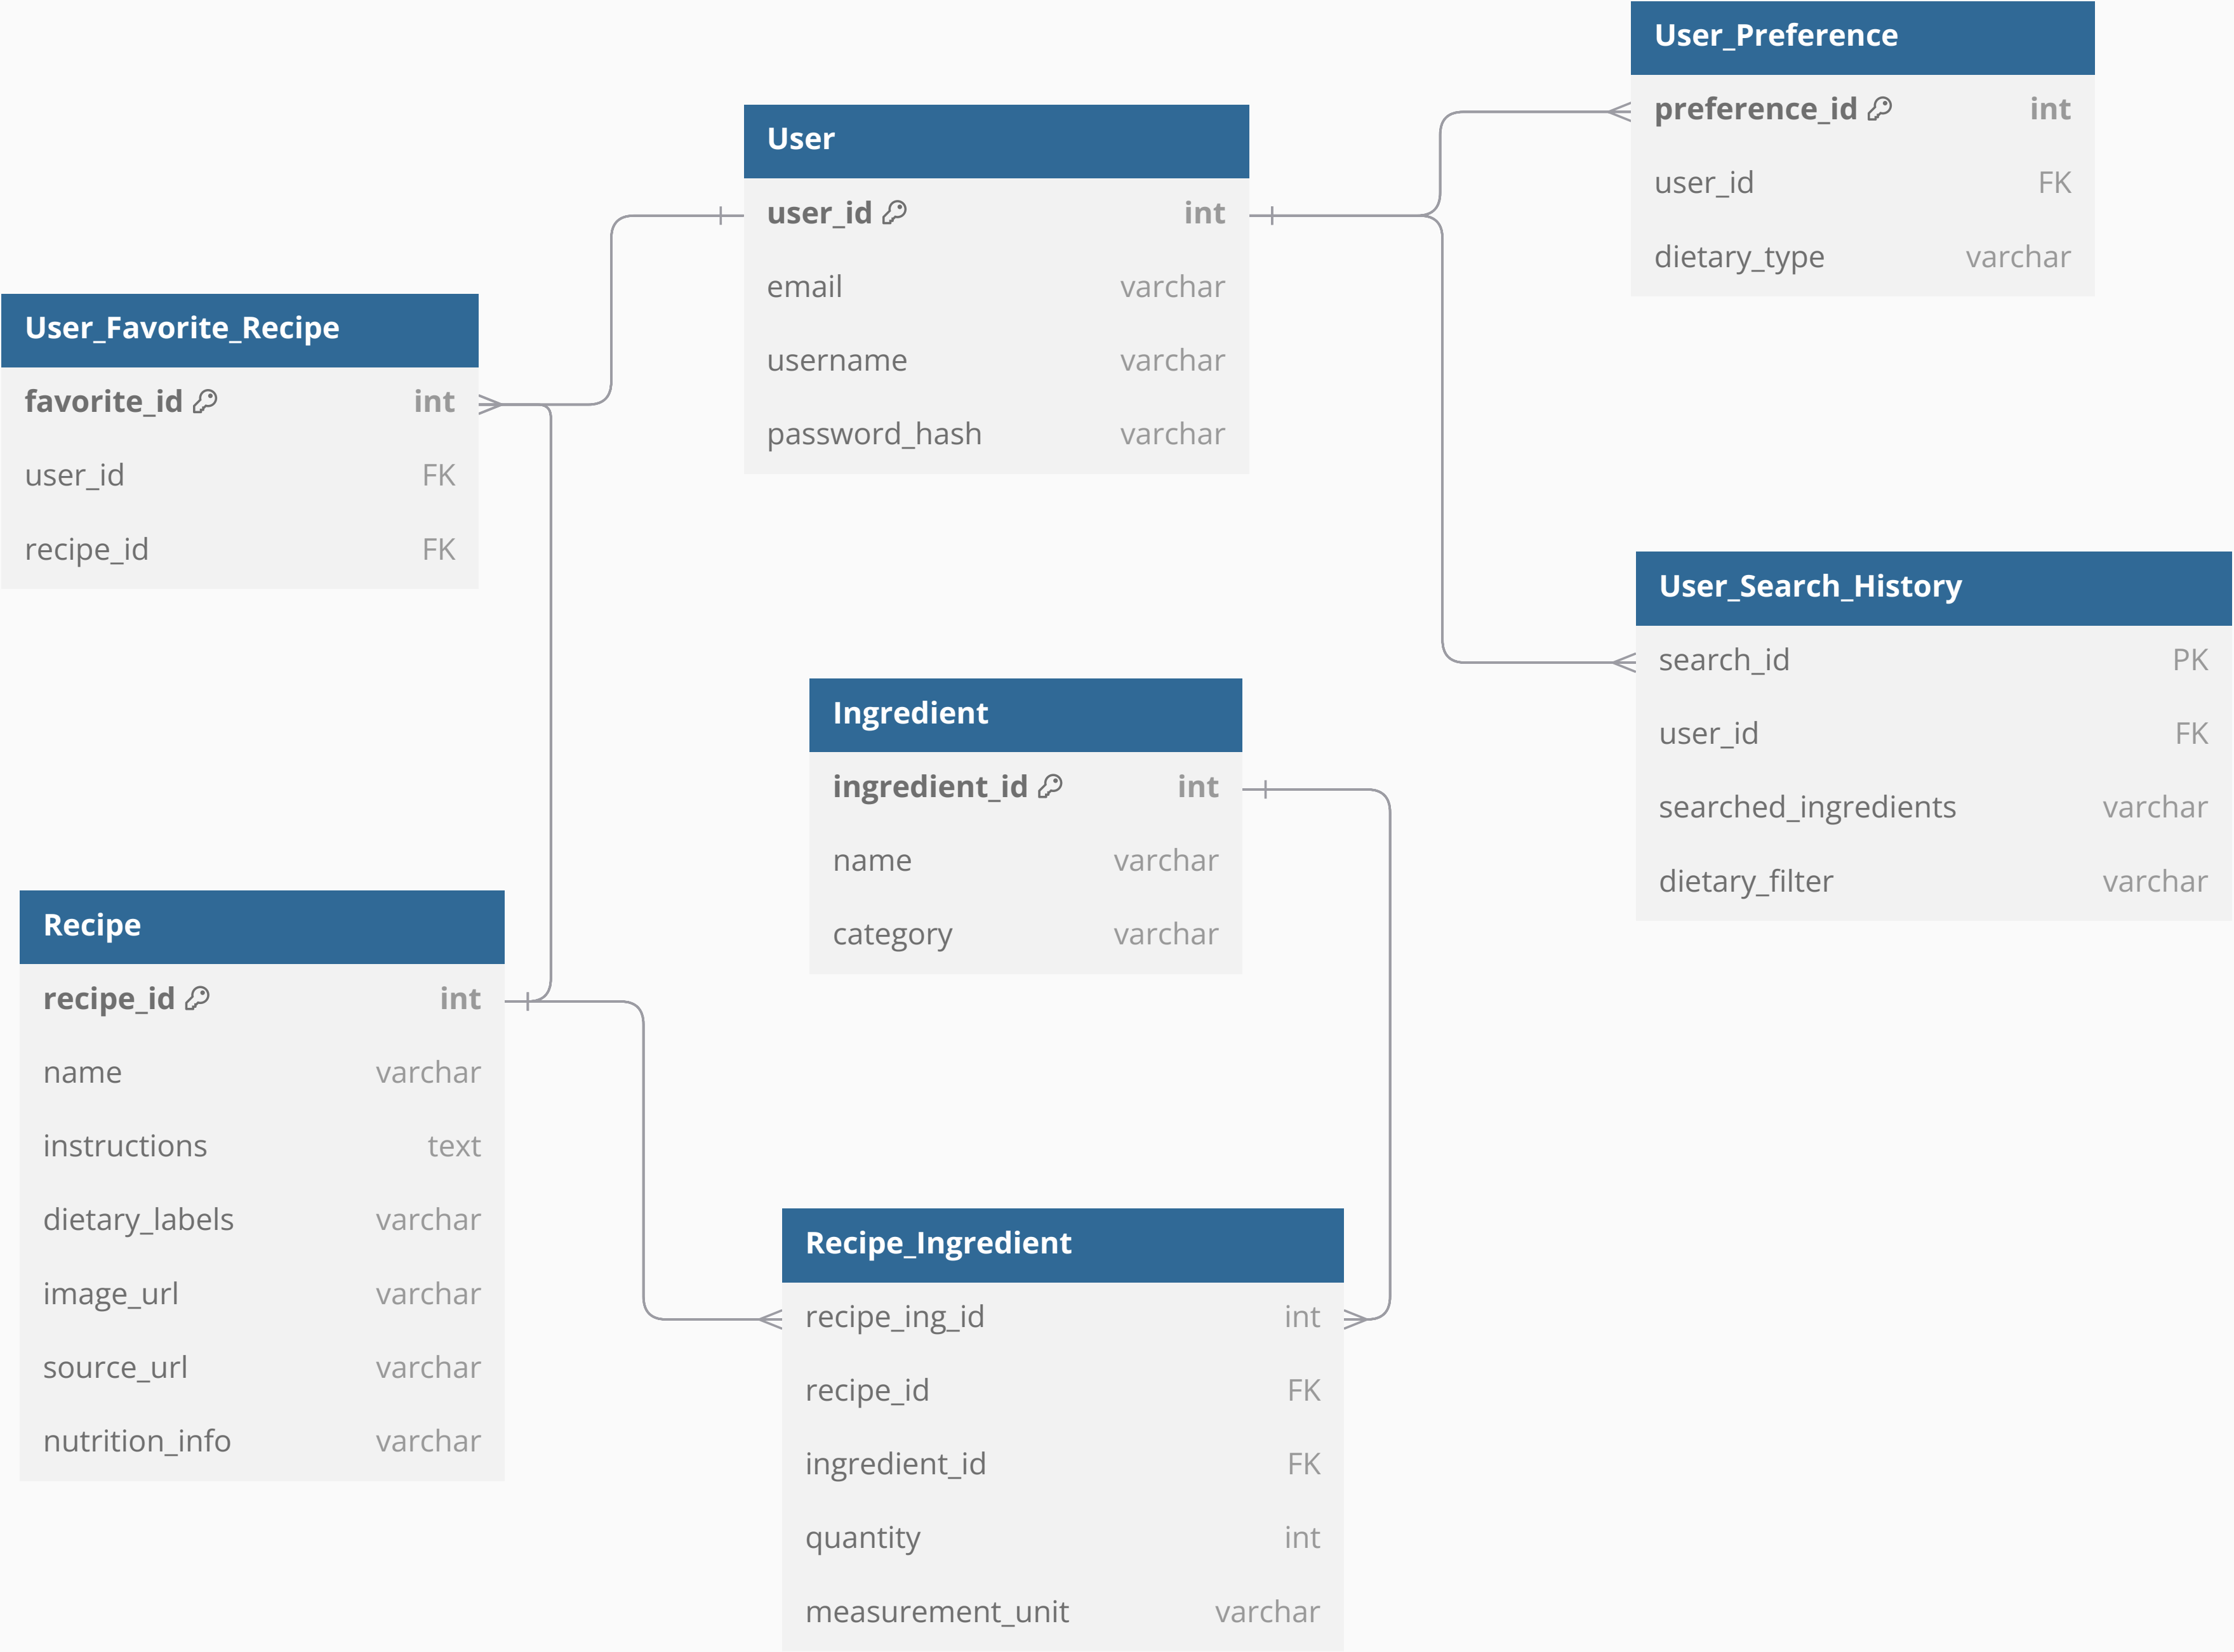 User_Preference
preference_id int
user_id FK
dietary_type varchar
User
user_id int
email varchar
username varchar
password_hash varchar
User_Favorite_Recipe
favorite_id int
user_id FK
recipe_id FK
User_Search_History
search_id PK
user_id FK
searched_ingredients varchar
dietary_filter varchar
Ingredient
ingredient_id int
name varchar
category varchar
Recipe
recipe_id int
name varchar
instructions text
dietary_labels varchar
image_url varchar
source_url varchar
nutrition_info varchar
Recipe_Ingredient
recipe_ing_id int
recipe_id FK
ingredient_id FK
quantity int
measurement_unit varchar